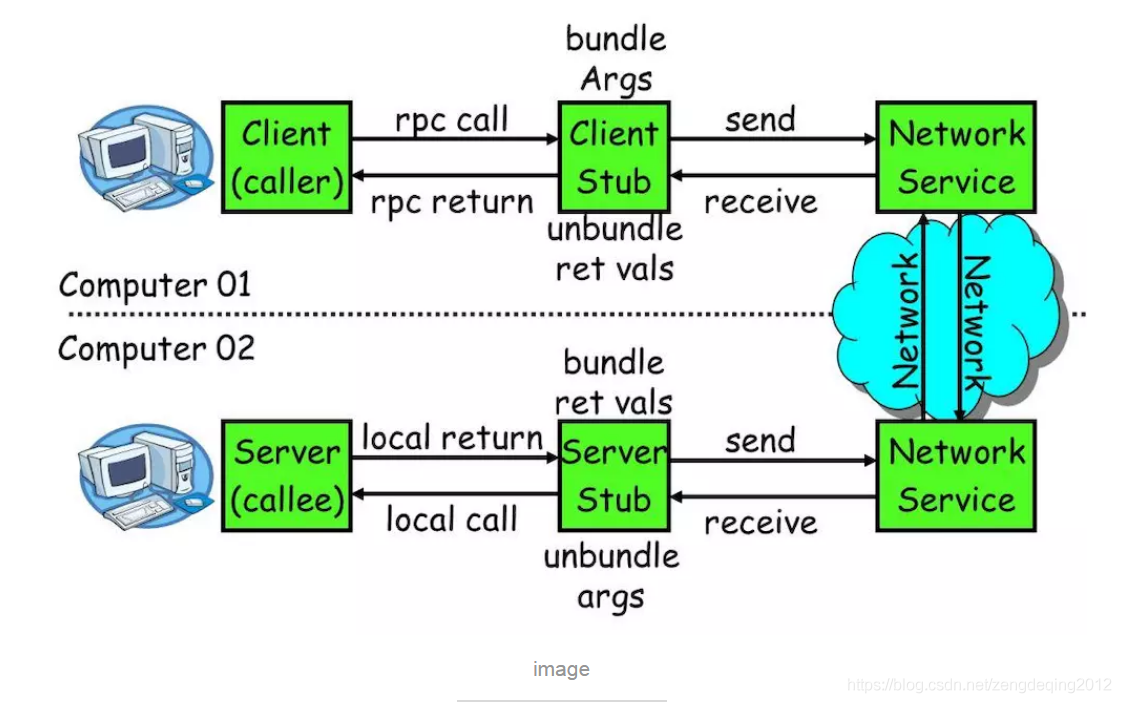 bundle
Args
Client
(caller)
rpc call
rpc return
Client
Stub
send
receive
Network
Service
unbundle
ret vals
Computer 01
Network
Network
Computer 02
bundle
ret vals
Server
(callee)
local return
local call
Server
Stub
send
receive
Network
Service
unbundle
args
image
https://blog.csdn.net/zengdeqing2012